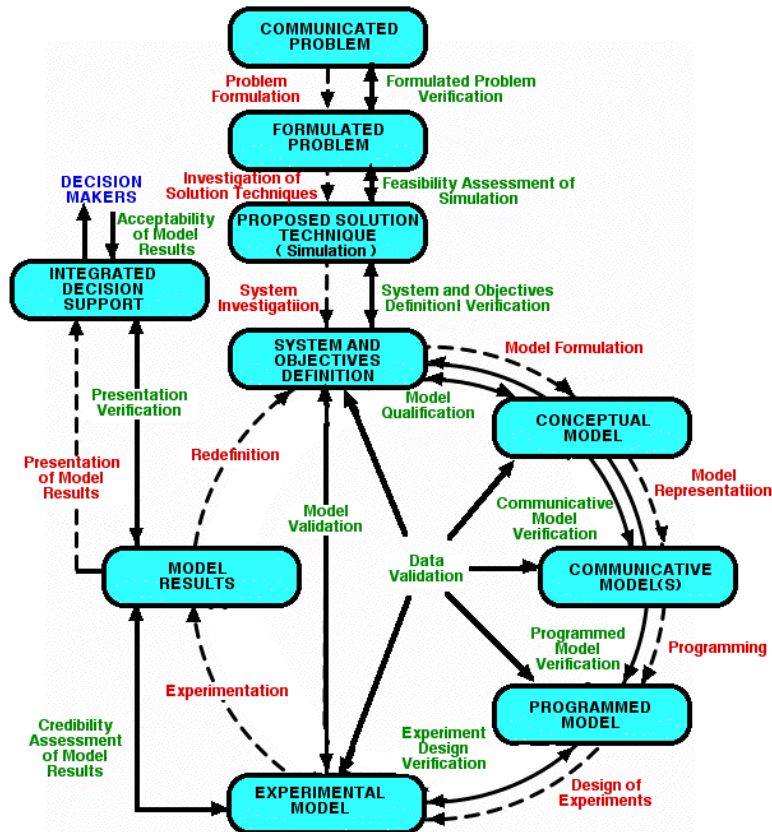 COMMUNICATED
PROBLEM
Problem
Formulation
Formulated Problem
Verification
FORMULATED
PROBLEM
Investigation of
Solution Techniques
Feasibility Assessment of
Simulation
DECISION
MAKERS
Acceptability
of Model
Results
PROPOSED SOLUTION
TECHNIQUE
( Simulation )
INTEGRATED
DECISION
SUPPORT
System
Investigatiion
System and Objectives
DefinitionI Verification
SYSTEM AND
OBJECTIVES
DEFINITION
Model Formulation
Model
Qualification
Presentation
Verification
CONCEPTUAL
MODEL
Redefinition
Presentation
of Model
Results
Model
Representatiion
Communicative
Model
Verification
Model
Validation
MODEL
RESULTS
Data
Validation
COMMUNICATIVE
MODEL(S)
Programmed
Model
Verification
Programming
Experimentation
PROGRAMMED
MODEL
Credibility
Assessment
of Model
Results
Experiment
Design
Verification
EXPERIMENTAL
MODEL
Design of
Experiments